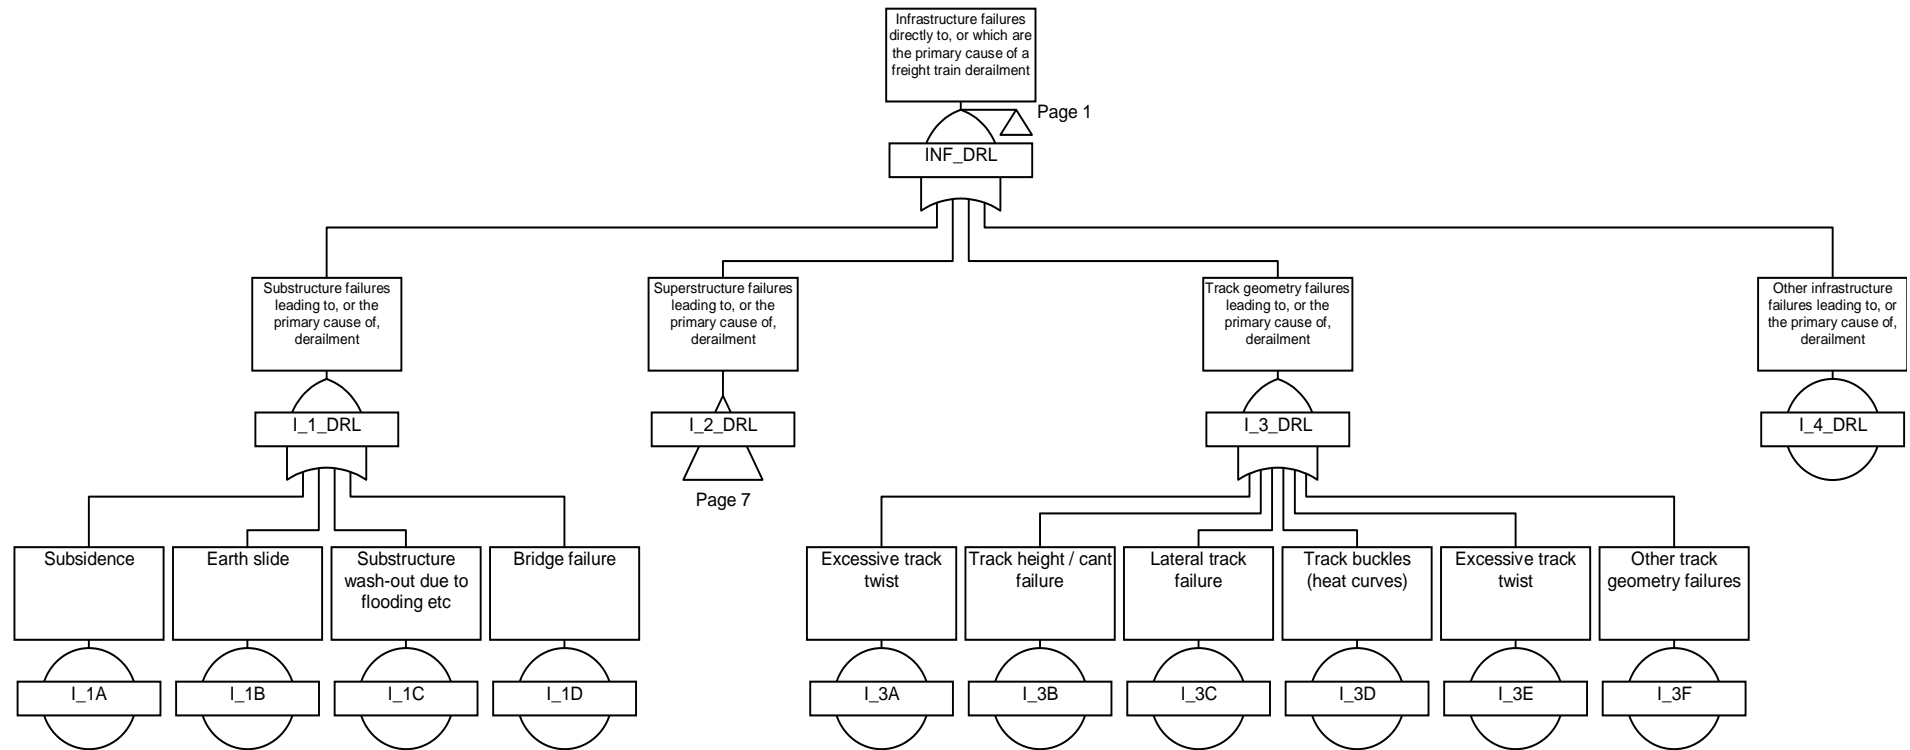 Infrastructure failures
directly to, or which are
the primary cause of a
freight train derailment
Page 1
INF_DRL
Substructure failures
leading to, or the
primary cause of,
derailment
I_1_DRL
Superstructure failures
leading to, or the
primary cause of,
derailment
I_2_DRL
Page 7
Track geometry failures
leading to, or the
primary cause of,
derailment
I_3_DRL
Other infrastructure
failures leading to, or
the primary cause of,
derailment
I_4_DRL
Subsidence
I_1A
Earth slide
I_1B
Substructure
wash-out due to
flooding etc
I_1C
Bridge failure
I_1D
Excessive track
twist
I_3A
Track height / cant
failure
I_3B
Lateral track
failure
I_3C
Track buckles
(heat curves)
I_3D
Excessive track
twist
I_3E
Other track
geometry failures
I_3F